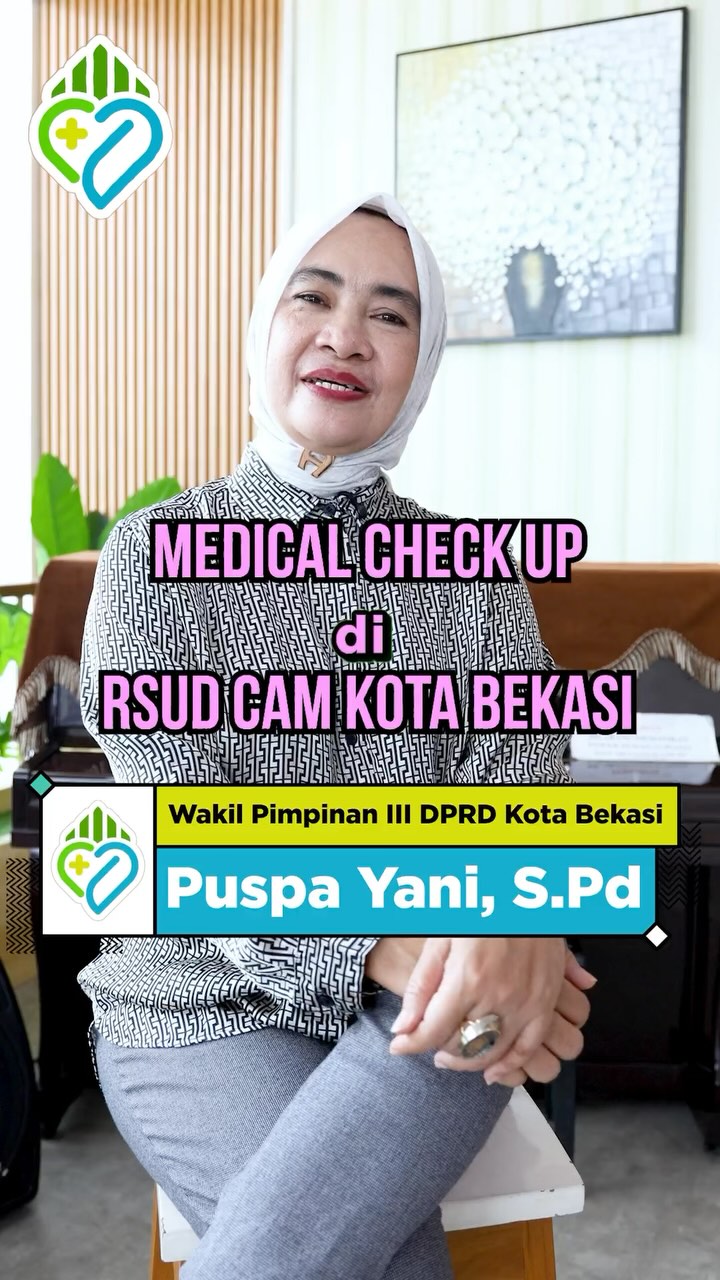 MEDICAL CHECK UP
di
RSUD CAM KOTA BEKASI
Wakil Pimpinan III DPRD Kota Bekasi
Puspa Yani, S.Pd